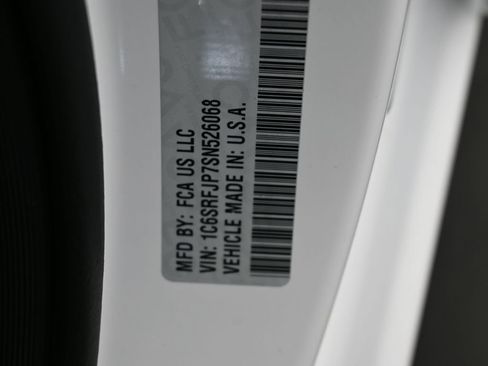 MFD BY: FCA US LLC
VIN: 1C6SRFJP7SN526068
VEHICLE MADE IN: U.S.A.